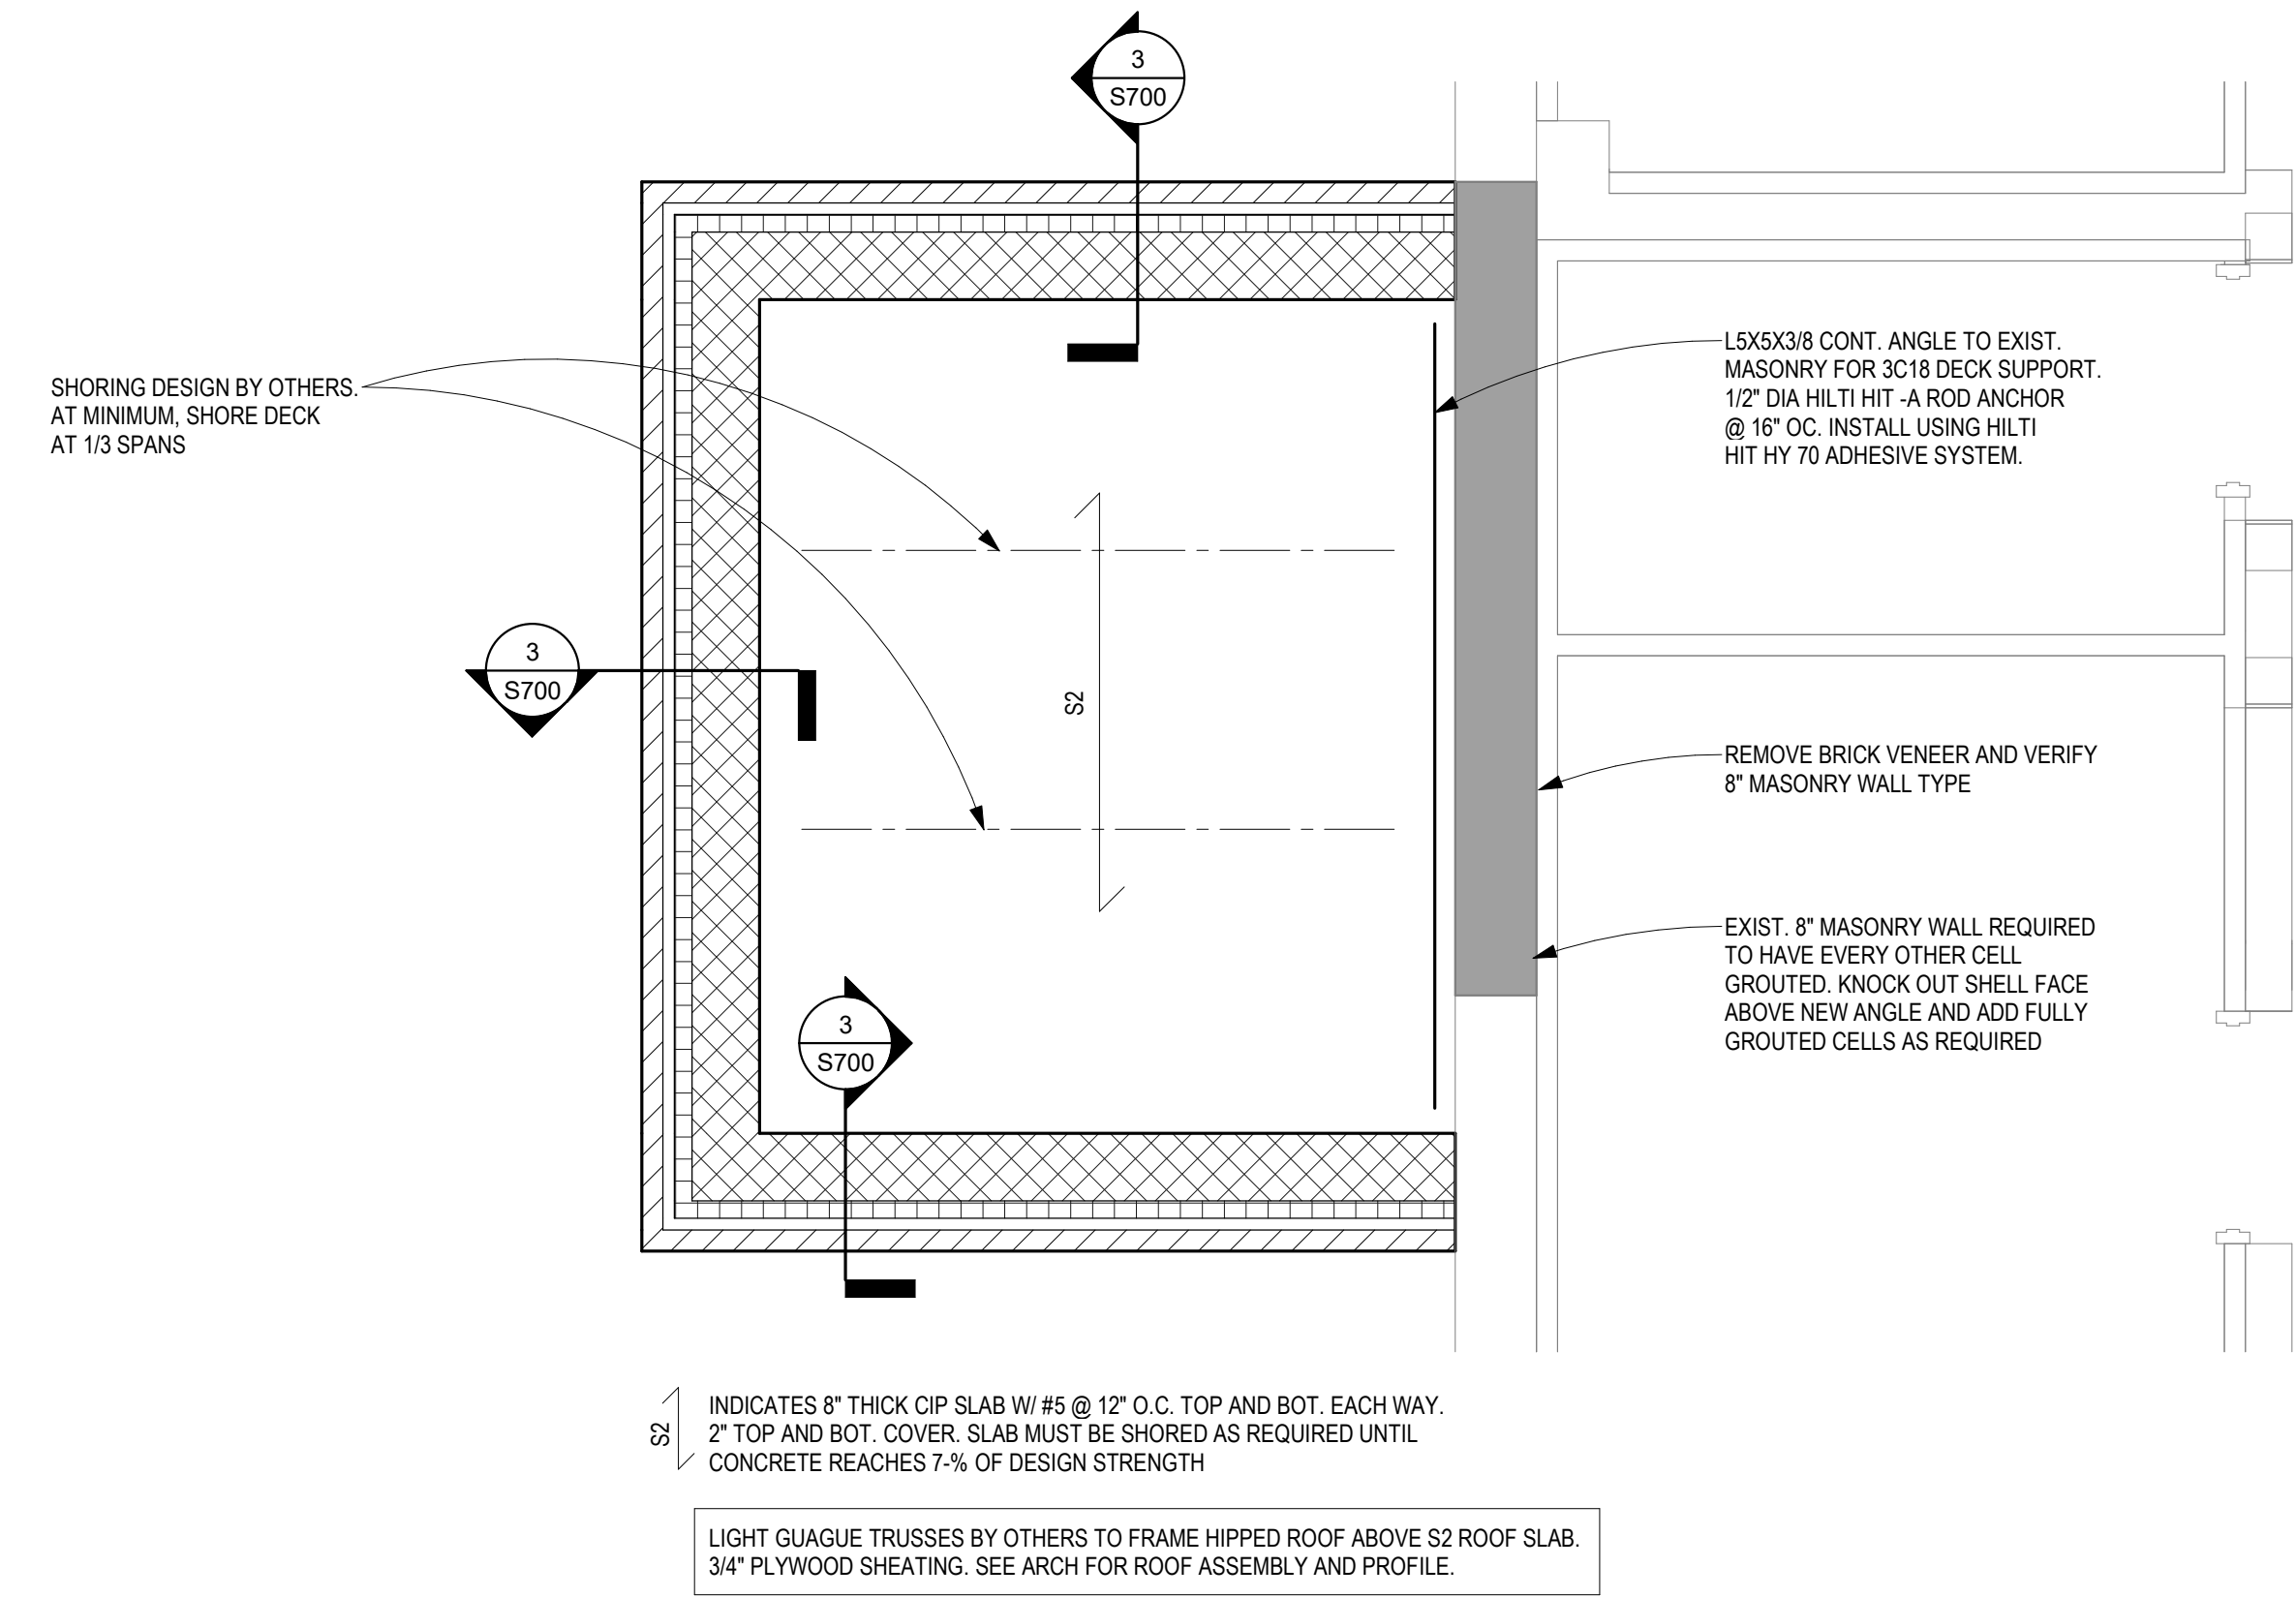 3
S700
SHORING DESIGN BY OTHERS.
AT MINIMUM, SHORE DECK
AT 1/3 SPANS
L5X5X3/8 CONT. ANGLE TO EXIST.
MASONRY FOR 3C18 DECK SUPPORT.
1/2" DIA HILTI HIT -A ROD ANCHOR
@ 16" OC. INSTALL USING HILTI
HIT HY 70 ADHESIVE SYSTEM.
3
S700
S2
REMOVE BRICK VENEER AND VERIFY
8" MASONRY WALL TYPE
EXIST. 8" MASONRY WALL REQUIRED
TO HAVE EVERY OTHER CELL
GROUTED. KNOCK OUT SHELL FACE
ABOVE NEW ANGLE AND ADD FULLY
GROUTED CELLS AS REQUIRED
3
S700
S2
INDICATES 8" THICK CIP SLAB W/ #5 @ 12" O.C. TOP AND BOT. EACH WAY.
2" TOP AND BOT. COVER. SLAB MUST BE SHORED AS REQUIRED UNTIL
CONCRETE REACHES 7-% OF DESIGN STRENGTH
LIGHT GUAGUE TRUSSES BY OTHERS TO FRAME HIPPED ROOF ABOVE S2 ROOF SLAB.
3/4" PLYWOOD SHEATING. SEE ARCH FOR ROOF ASSEMBLY AND PROFILE.